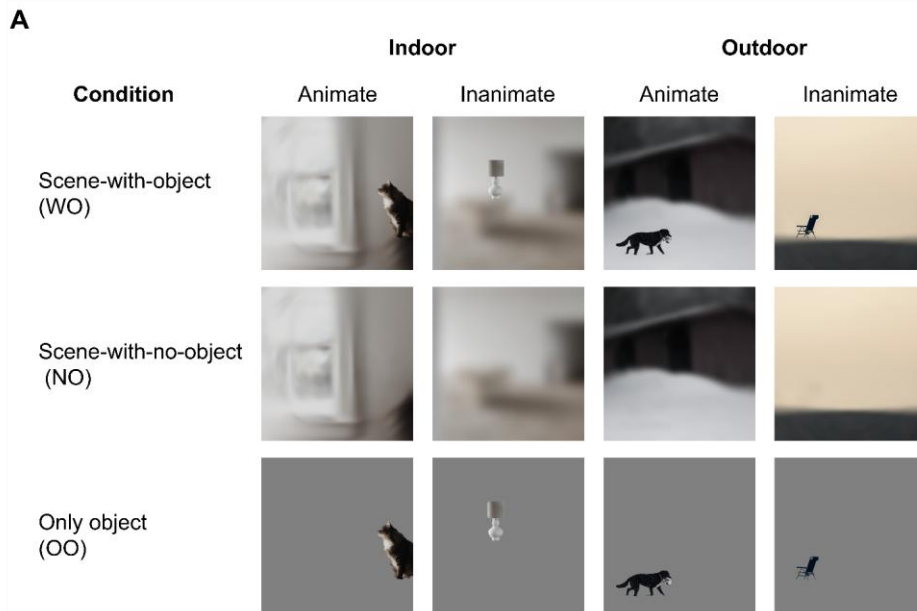 A
Indoor Outdoor
Condition Animate Inanimate Animate Inanimate
Scene-with-object
(WO)
Scene-with-no-object
(NO)
Only object
(OO)